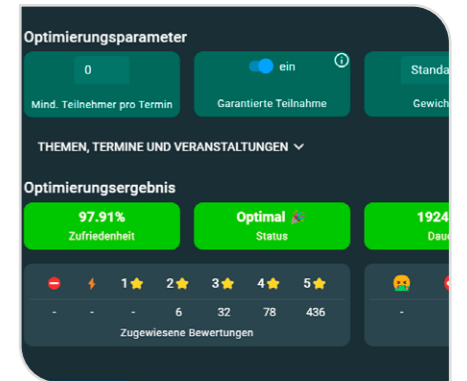 Optimierungsparameter
0 ein Standa
Mind. Teilnehmer pro Termin Garantierte Teilnahme Gewich
THEMEN, TERMINE UND VERANSTALTUNGEN
Optimierungsergebnis
97.91% Optimal 🎉 1924
Zufriedenheit Status Dau
⛔ ⚡ 1⭐ 2⭐ 3⭐ 4⭐ 5⭐ 🤮
- - - 6 32 78 436 -
Zugewiesene Bewertungen